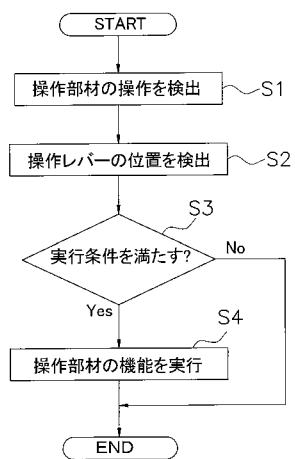 START
操作部材の操作を検出
S1
操作レバーの位置を検出
S2
S3
実行条件を満たす?
No
Yes
S4
操作部材の機能を実行
END